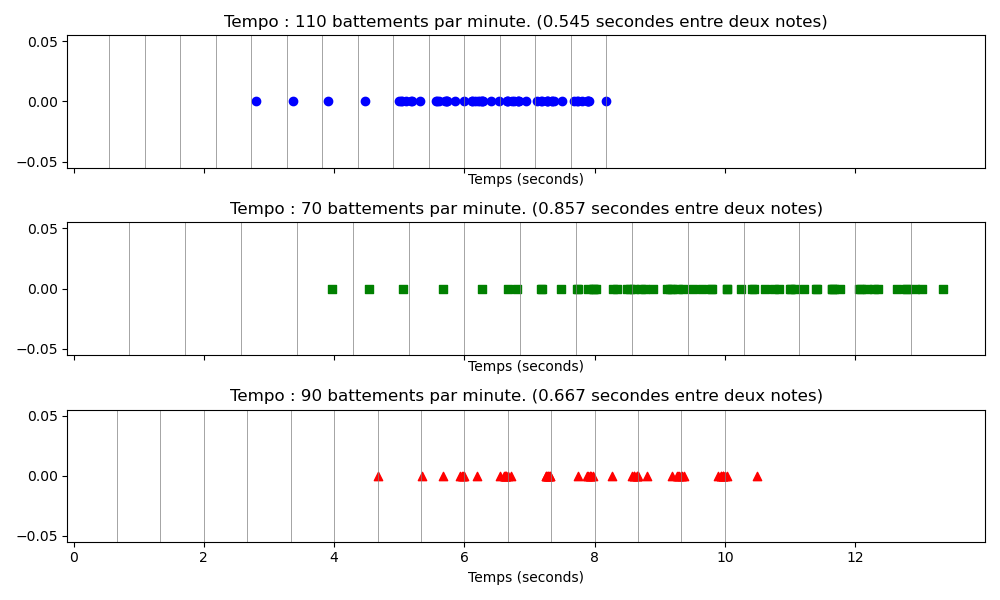 Tempo : 110 battements par minute. (0.545 secondes entre deux notes)
0.05
0.00
−0.05
Temps (seconds)
Tempo : 70 battements par minute. (0.857 secondes entre deux notes)
0.05
0.00
−0.05
Temps (seconds)
Tempo : 90 battements par minute. (0.667 secondes entre deux notes)
0.05
0.00
−0.05
0 2 4 6 8 10 12
Temps (seconds)